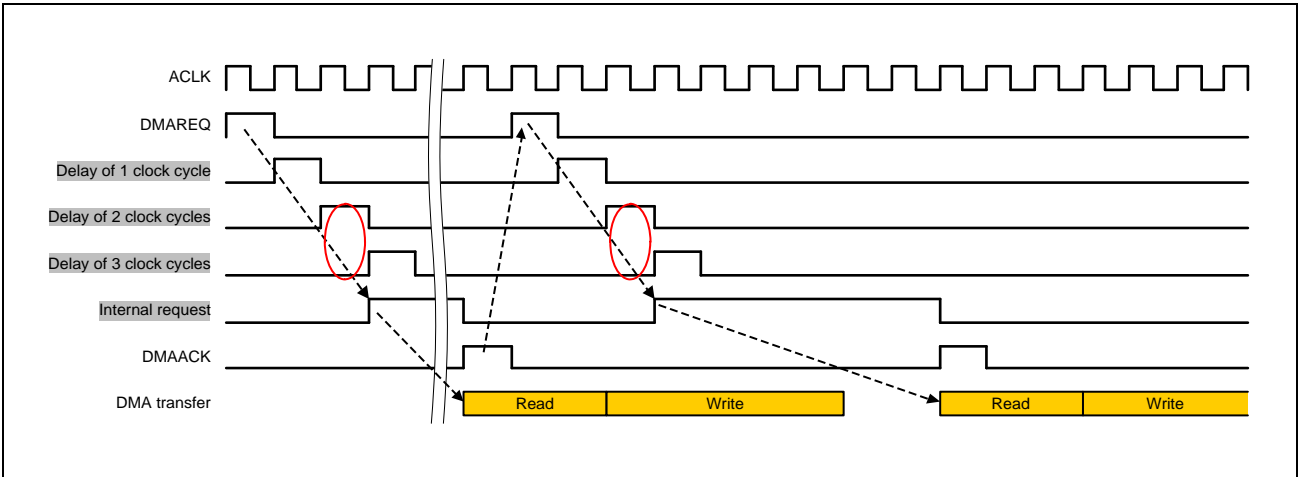 ACLK
DMAREQ
Delay of 1 clock cycle
Delay of 2 clock cycles
Delay of 3 clock cycles
Internal request
DMAACK
DMA transfer Read Write Read Write